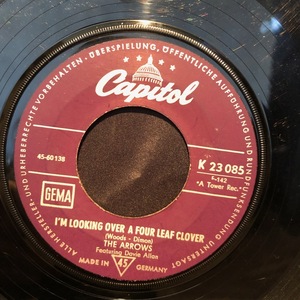 ALLE HERSTELLER- UND URHEBERRECHTE VORBEHALTEN - ÜBERSPIELUNG, ÖFFENTLICHE AUFFÜHRUNG UND RUNDFUNKSENDUNG UNTERSAGT
Capitol
45-60138
K 23 085
S-142
"A Tower Rec."
GEMA
I'M LOOKING OVER A FOUR LEAF CLOVER
(Woods - Dixon)
THE ARROWS
Featuring Davie Allan
MADE IN 45 GERMANY